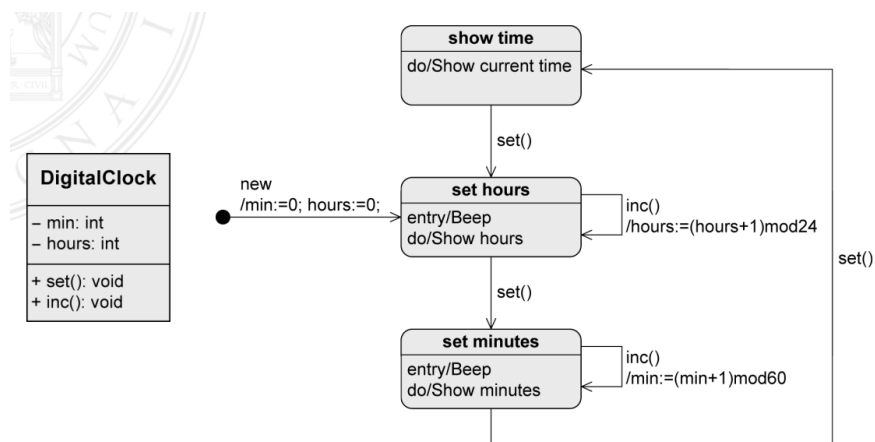 show time
do/Show current time
set()
DigitalClock
– min: int
– hours: int
+ set(): void
+ inc(): void
new
/min:=0; hours:=0;
set hours
entry/Beep
do/Show hours
inc()
/hours:=(hours+1)mod24
set()
set()
set minutes
entry/Beep
do/Show minutes
inc()
/min:=(min+1)mod60